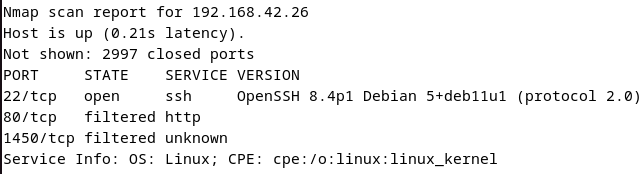 Nmap scan report for 192.168.42.26
Host is up (0.21s latency).
Not shown: 2997 closed ports
PORT     STATE    SERVICE VERSION
22/tcp   open     ssh     OpenSSH 8.4p1 Debian 5+deb11u1 (protocol 2.0)
80/tcp   filtered http
1450/tcp filtered unknown
Service Info: OS: Linux; CPE: cpe:/o:linux:linux_kernel